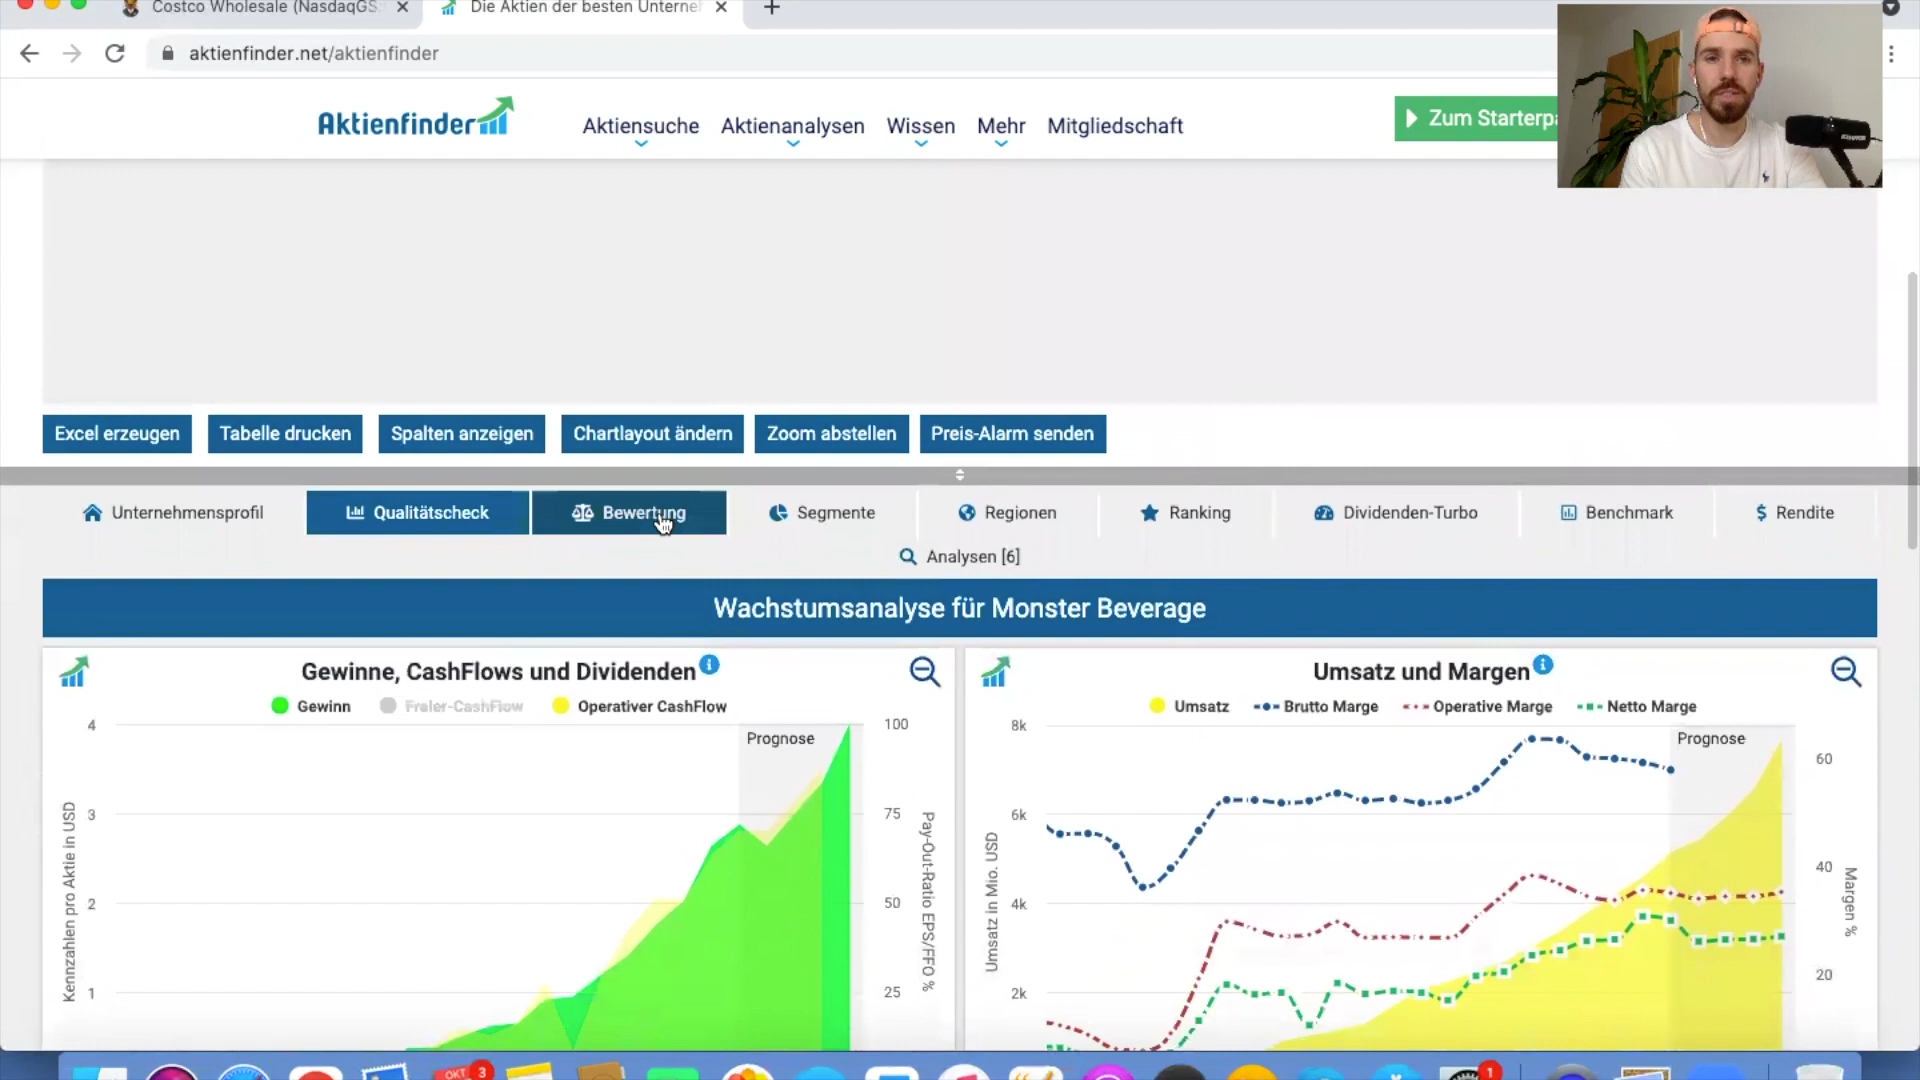 Costco Wholesale (NasdaqGS:
Die Aktien der besten Unterne
aktienfinder.net/aktienfinder
Aktienfinder
Aktiensuche
Aktienanalysen
Wissen
Mehr
Mitgliedschaft
Zum Starterpa
Excel erzeugen
Tabelle drucken
Spalten anzeigen
Chartlayout ändern
Zoom abstellen
Preis-Alarm senden
Unternehmensprofil
Qualitätscheck
Bewertung
Segmente
Regionen
Ranking
Dividenden-Turbo
Benchmark
$ Rendite
Analysen [6]
Wachstumsanalyse für Monster Beverage
Gewinne, CashFlows und Dividenden
Gewinn
Freier-CashFlow
Operativer CashFlow
4
3
2
1
Kennzahlen pro Aktie in USD
Prognose
100
75
50
25
Pay-Out-Ratio EPS/FFO %
Umsatz und Margen
Umsatz
Brutto Marge
Operative Marge
Netto Marge
8k
6k
4k
2k
Umsatz in Mio. USD
Prognose
60
40
20
Margen %
OKT
3
1